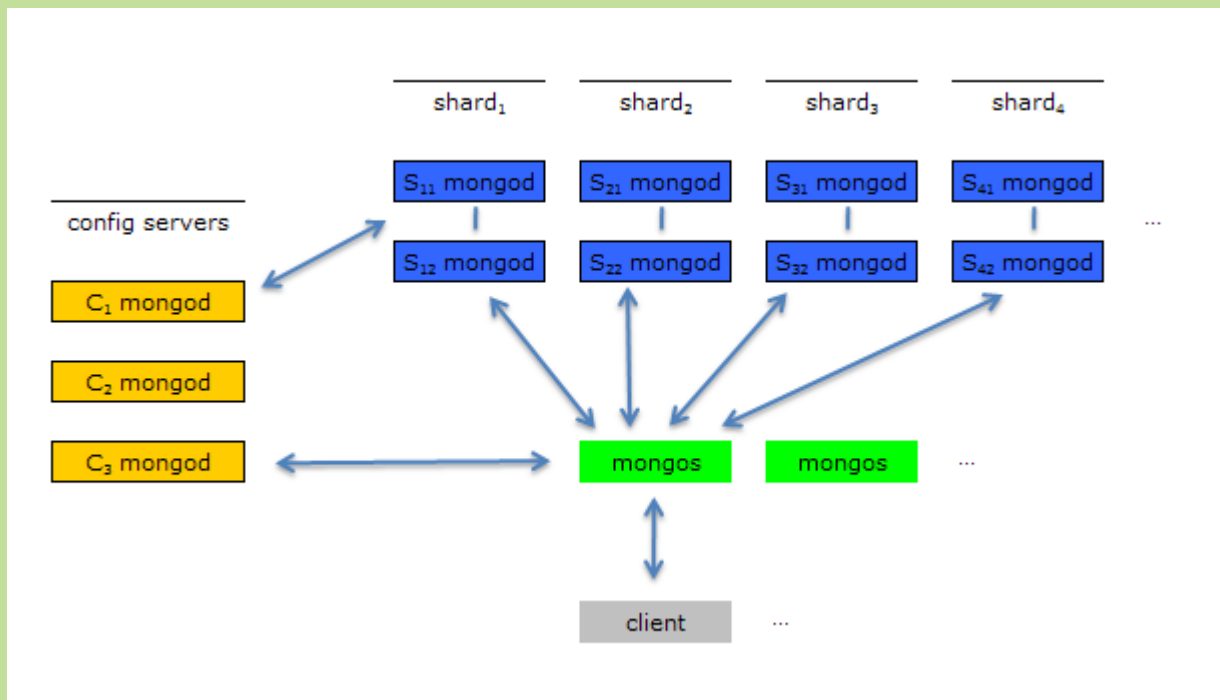 shard₁ shard₂ shard₃ shard₄
S₁₁ mongod S₂₁ mongod S₃₁ mongod S₄₁ mongod
config servers ...
S₁₂ mongod S₂₂ mongod S₃₂ mongod S₄₂ mongod
C₁ mongod
C₂ mongod
C₃ mongod mongos mongos ...
client ...